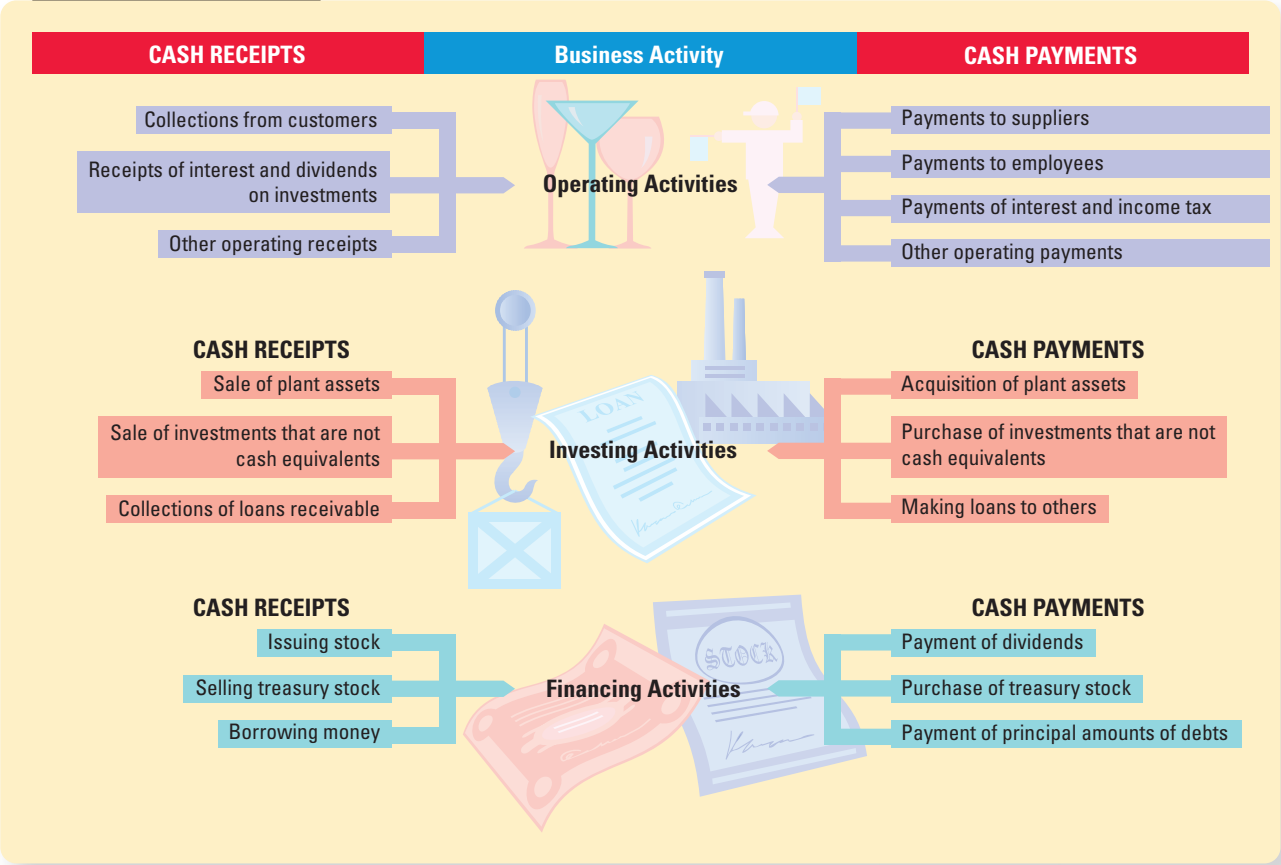 CASH RECEIPTS
Business Activity
CASH PAYMENTS
Collections from customers
Receipts of interest and dividends
on investments
Other operating receipts
Operating Activities
Payments to suppliers
Payments to employees
Payments of interest and income tax
Other operating payments
CASH RECEIPTS
Sale of plant assets
Sale of investments that are not
cash equivalents
Collections of loans receivable
LOAN
Investing Activities
CASH PAYMENTS
Acquisition of plant assets
Purchase of investments that are not
cash equivalents
Making loans to others
CASH RECEIPTS
Issuing stock
Selling treasury stock
Borrowing money
STOCK
Financing Activities
CASH PAYMENTS
Payment of dividends
Purchase of treasury stock
Payment of principal amounts of debts